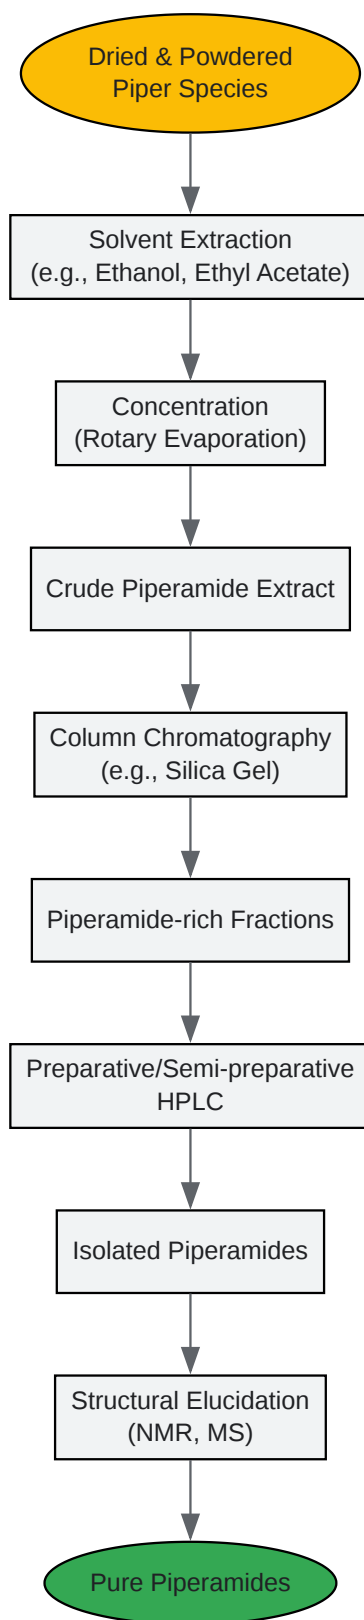 Dried & Powdered
Piper Species
Solvent Extraction
(e.g., Ethanol, Ethyl Acetate)
Concentration
(Rotary Evaporation)
Crude Piperamide Extract
Column Chromatography
(e.g., Silica Gel)
Piperamide-rich Fractions
Preparative/Semi-preparative
HPLC
Isolated Piperamides
Structural Elucidation
(NMR, MS)
Pure Piperamides